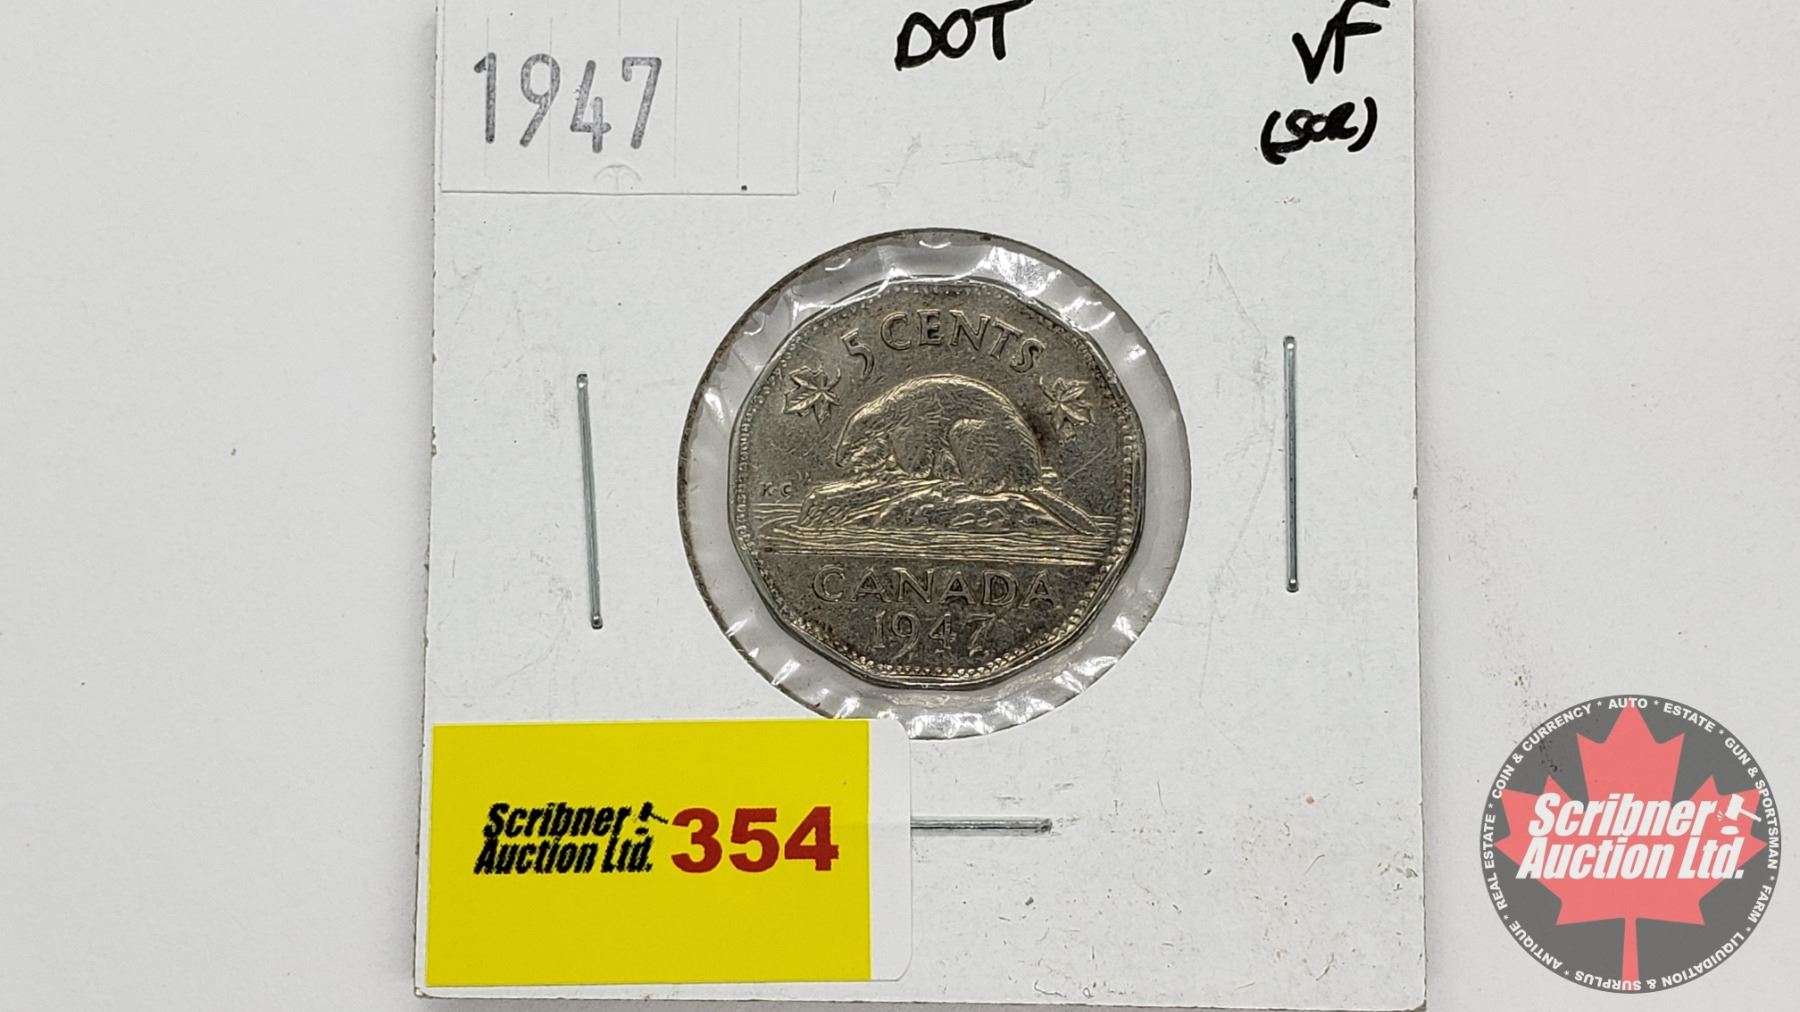 1947
DOT
VF
(SOR)
5 CENTS
K G
CANADA
1947
Scribner
Auction Ltd.
354
COIN & CURRENCY * AUTO * ESTATE * GUN & SPORTSMAN * FARM * LIQUIDATION & SURPLUS * ANTIQUE * REAL ESTATE *
Scribner
Auction Ltd.